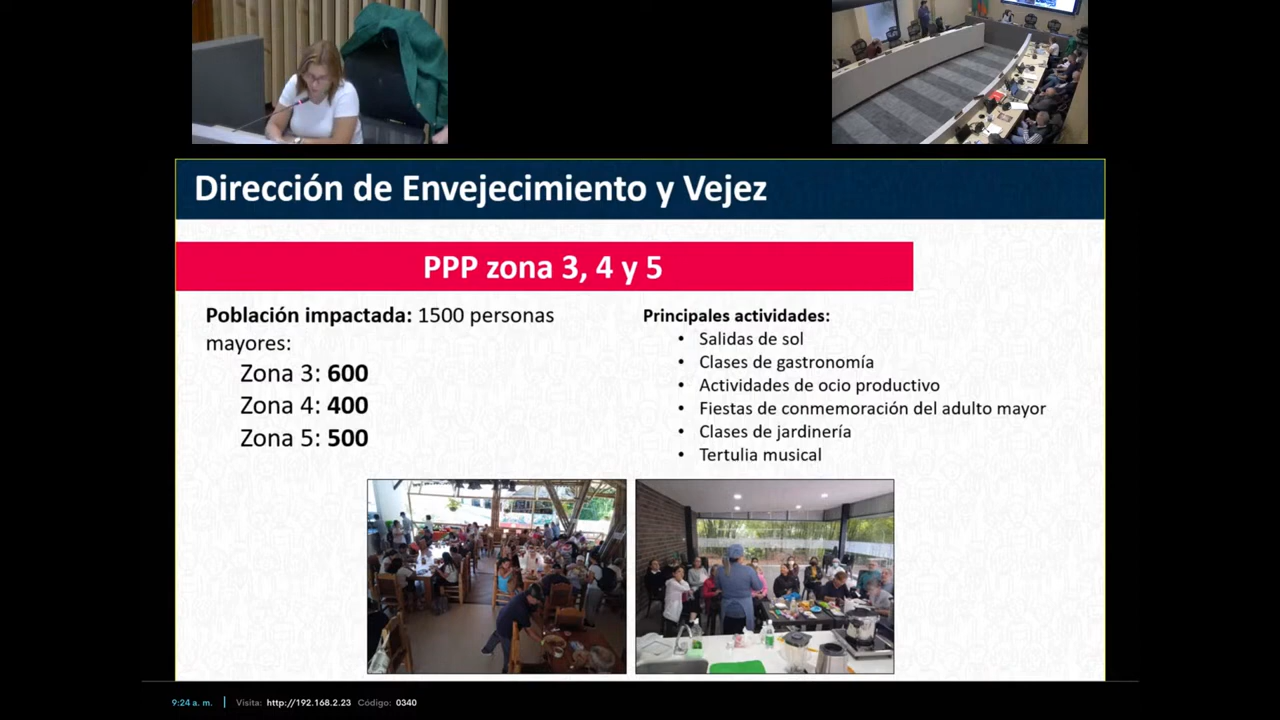 Dirección de Envejecimiento y Vejez
PPP zona 3, 4 y 5
Población impactada: 1500 personas
mayores:
Zona 3: 600
Zona 4: 400
Zona 5: 500
Principales actividades:
• Salidas de sol
• Clases de gastronomía
• Actividades de ocio productivo
• Fiestas de conmemoración del adulto mayor
• Clases de jardinería
• Tertulia musical
9:24 a. m. | Visita: http://192.168.2.23 Código: 0340